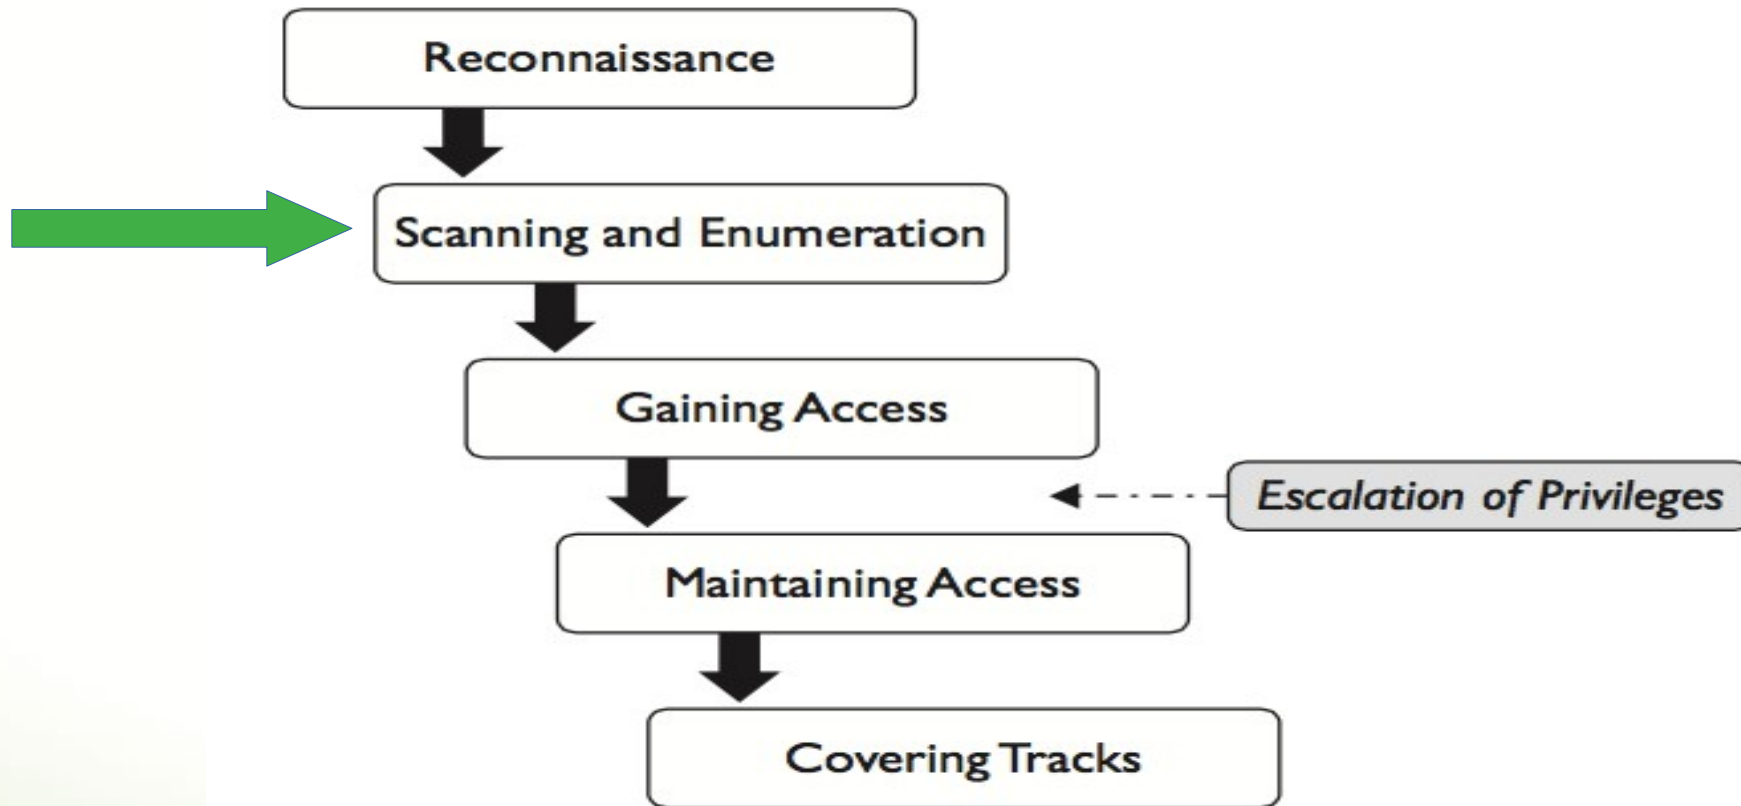 Reconnaissance
Scanning and Enumeration
Gaining Access
Escalation of Privileges
Maintaining Access
Covering Tracks